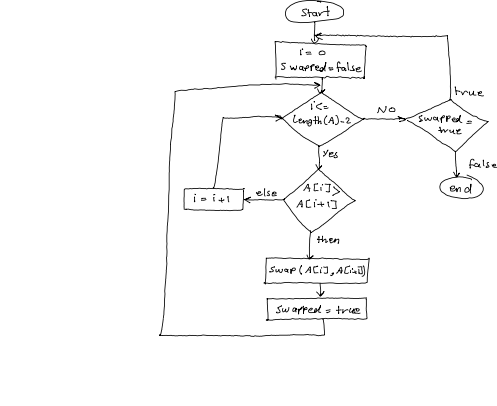 Start
i = 0
swapped = false
i <=
length(A)-2
NO
swapped =
true
true
false
end
yes
A[i] >
A[i+1]
else
i = i+1
then
swap(A[i], A[i+1])
swapped = true